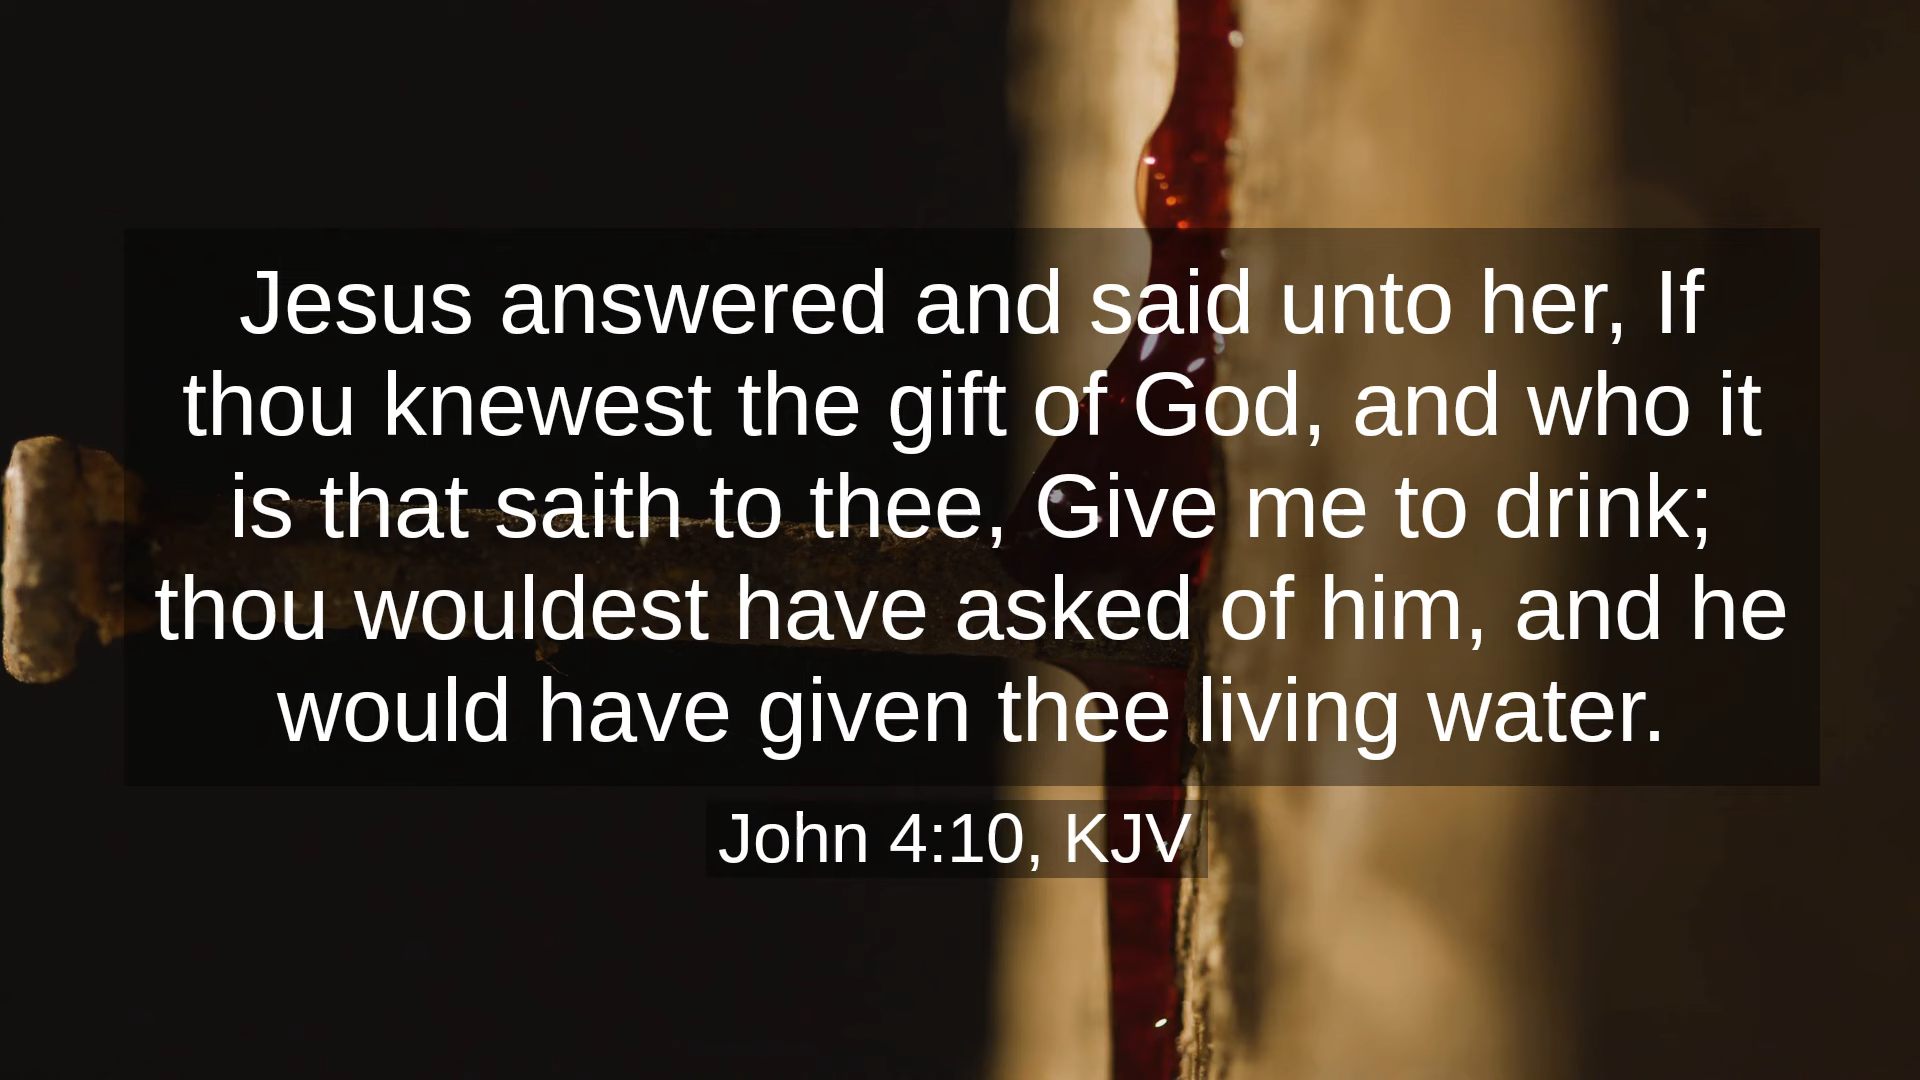 Jesus answered and said unto her, If
thou knewest the gift of God, and who it
is that saith to thee, Give me to drink;
thou wouldest have asked of him, and he
would have given thee living water.
John 4:10, KJV